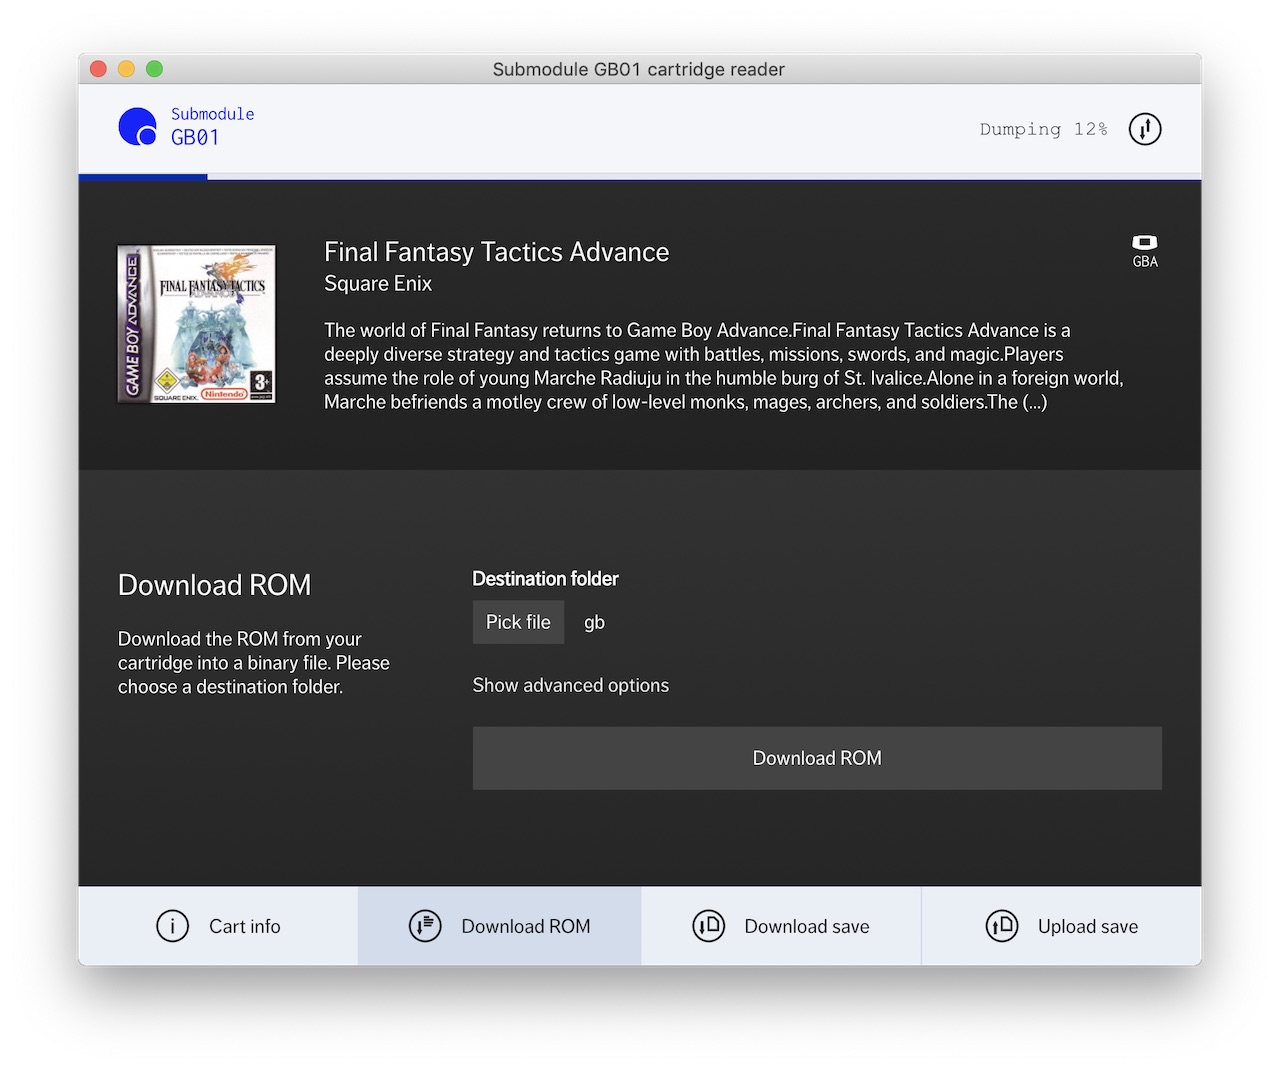 Submodule GB01 cartridge reader
Submodule
GB01
Dumping 12%
GAME BOY ADVANCE
FINAL FANTASY TACTICS
ADVANCE
SQUARE ENIX
Nintendo
3+
Final Fantasy Tactics Advance
Square Enix
GBA
The world of Final Fantasy returns to Game Boy Advance.Final Fantasy Tactics Advance is a
deeply diverse strategy and tactics game with battles, missions, swords, and magic.Players
assume the role of young Marche Radiuju in the humble burg of St. Ivalice.Alone in a foreign world,
Marche befriends a motley crew of low-level monks, mages, archers, and soldiers.The (...)
Download ROM
Download the ROM from your
cartridge into a binary file. Please
choose a destination folder.
Destination folder
Pick file gb
Show advanced options
Download ROM
Cart info
Download ROM
Download save
Upload save